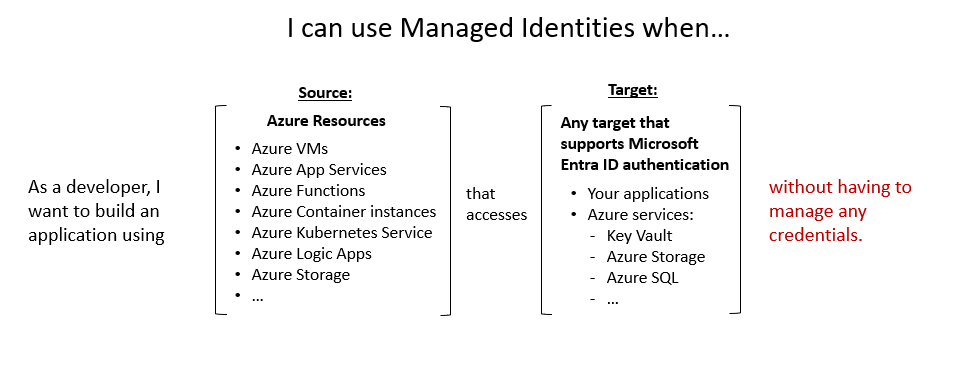 I can use Managed Identities when…
As a developer, I
want to build an
application using
Source:
Azure Resources
• Azure VMs
• Azure App Services
• Azure Functions
• Azure Container instances
• Azure Kubernetes Service
• Azure Logic Apps
• Azure Storage
• …
that
accesses
Target:
Any target that
supports Microsoft
Entra ID authentication
• Your applications
• Azure services:
- Key Vault
- Azure Storage
- Azure SQL
- …
without having to
manage any
credentials.